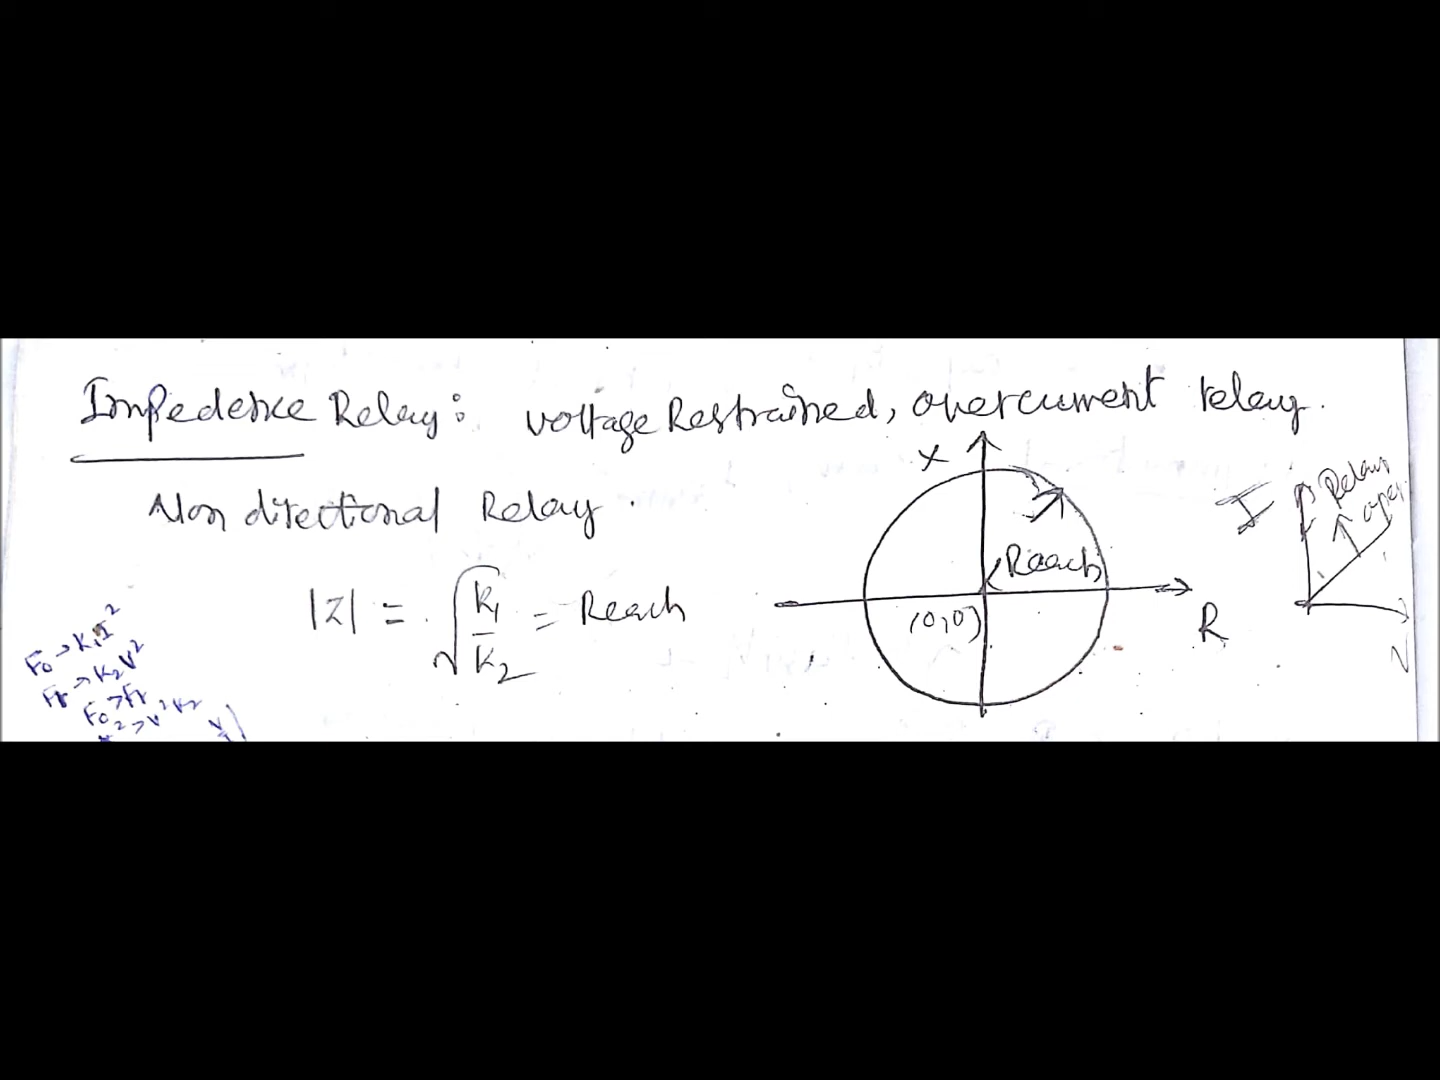 Impedence Relay: voltage Restrained, overcurrent relay.
Non directional Relay.
|Z| = √(k₁/k₂) = Reach
X
Reach
(0,0)
R
I
Relay
oper.
V
F₀ → k₁I²
Fr → k₂V²
F₀ > Fr